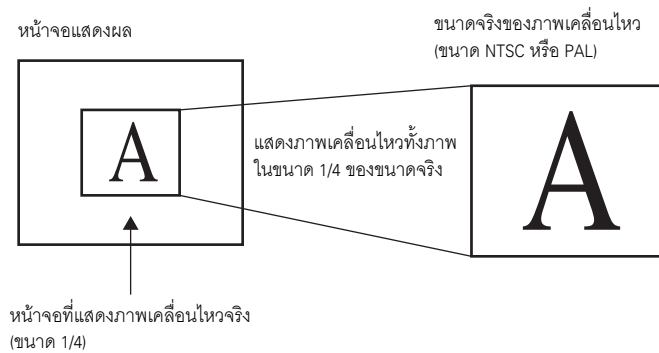 หน้าจอแสดงผล
ขนาดจริงของภาพเคลื่อนไหว
(ขนาด NTSC หรือ PAL)
A
แสดงภาพเคลื่อนไหวทั้งภาพ
ในขนาด 1/4 ของขนาดจริง
A
หน้าจอที่แสดงภาพเคลื่อนไหวจริง
(ขนาด 1/4)